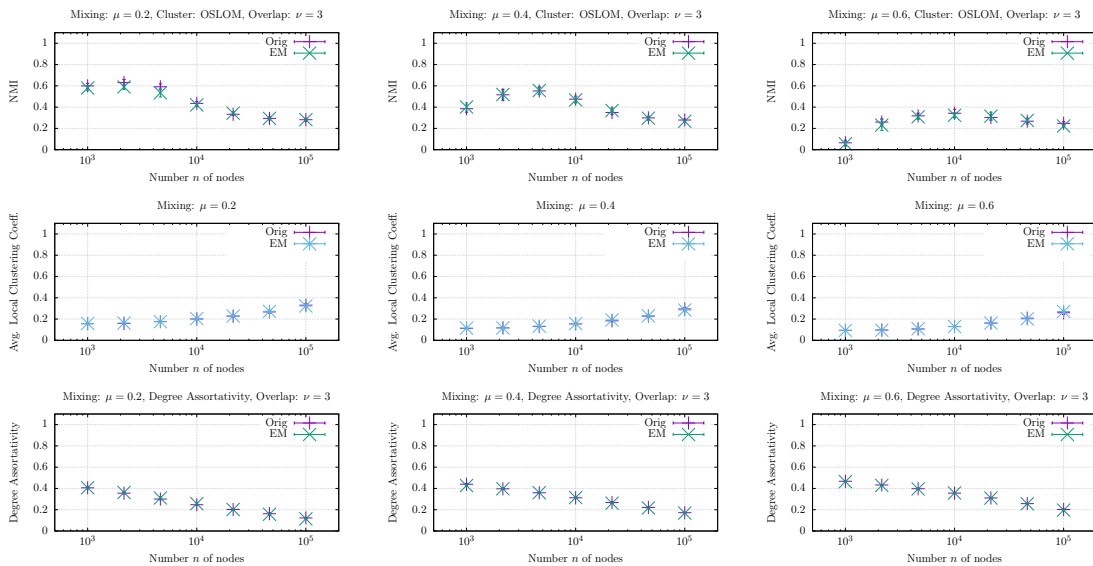 Mixing: μ = 0.2, Cluster: OSLOM, Overlap: ν = 3
NMI
1
0.8
0.6
0.4
0.2
0
Orig
EM
10³ 10⁴ 10⁵
Number n of nodes
Mixing: μ = 0.4, Cluster: OSLOM, Overlap: ν = 3
NMI
1
0.8
0.6
0.4
0.2
0
Orig
EM
10³ 10⁴ 10⁵
Number n of nodes
Mixing: μ = 0.6, Cluster: OSLOM, Overlap: ν = 3
NMI
1
0.8
0.6
0.4
0.2
0
Orig
EM
10³ 10⁴ 10⁵
Number n of nodes
Mixing: μ = 0.2
Avg. Local Clustering Coeff.
1
0.8
0.6
0.4
0.2
0
Orig
EM
10³ 10⁴ 10⁵
Number n of nodes
Mixing: μ = 0.4
Avg. Local Clustering Coeff.
1
0.8
0.6
0.4
0.2
0
Orig
EM
10³ 10⁴ 10⁵
Number n of nodes
Mixing: μ = 0.6
Avg. Local Clustering Coeff.
1
0.8
0.6
0.4
0.2
0
Orig
EM
10³ 10⁴ 10⁵
Number n of nodes
Mixing: μ = 0.2, Degree Assortativity, Overlap: ν = 3
Degree Assortativity
1
0.8
0.6
0.4
0.2
0
Orig
EM
10³ 10⁴ 10⁵
Number n of nodes
Mixing: μ = 0.4, Degree Assortativity, Overlap: ν = 3
Degree Assortativity
1
0.8
0.6
0.4
0.2
0
Orig
EM
10³ 10⁴ 10⁵
Number n of nodes
Mixing: μ = 0.6, Degree Assortativity, Overlap: ν = 3
Degree Assortativity
1
0.8
0.6
0.4
0.2
0
Orig
EM
10³ 10⁴ 10⁵
Number n of nodes